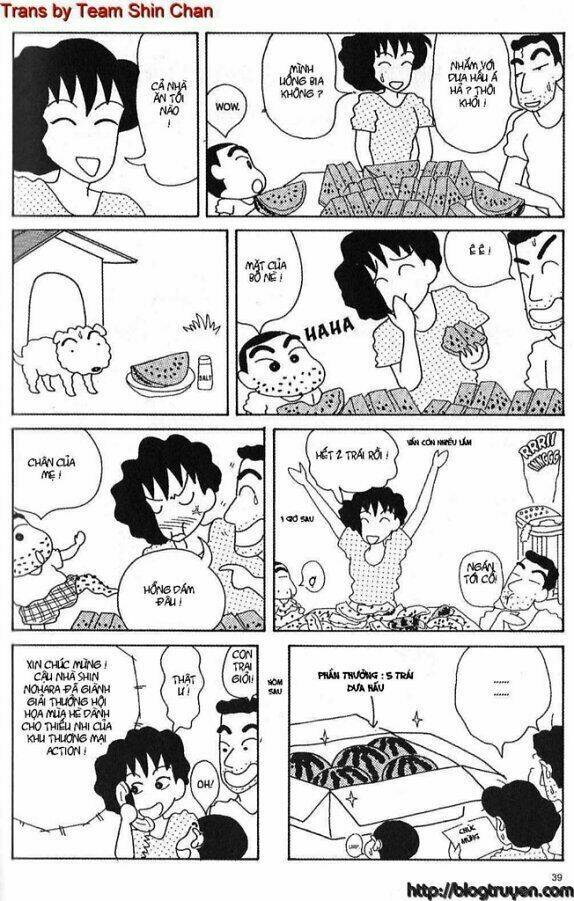 Trans by Team Shin Chan
CẢ NHÀ
ĂN TỐI
NÀO
!
MÌNH
UỐNG BIA
KHÔNG ?
NHẮM VỚI
DƯA HẤU Á
HẢ ? THÔI
KHỎI !
WOW.
SALT
MẶT CỦA
BỐ NÈ !
HAHA
Ê Ê !
CHÂN CỦA
MẸ !
HỔNG DÁM
ĐÂU !
HẾT 2 TRÁI RỒI !
VẪN CÒN NHIỀU LẮM
RRRII
INNGGG
1 GIỜ SAU
NGÁN
TỚI CỔ!
XIN CHÚC MỪNG !
CẬU NHÀ SHIN
NOHARA ĐÃ GIÀNH
GIẢI THƯỞNG HỘI
HỌA MÙA HÈ DÀNH
CHO THIẾU NHI CỦA
KHU THƯƠNG MẠI
ACTION !
THẬT
Ư !
CON
TRAI
GIỎI!
OH!
HÔM
SAU
PHẦN THƯỞNG : 5 TRÁI
DƯA HẤU
......
......
CHÚC
MỪNG
39
http://blogtruyen.com